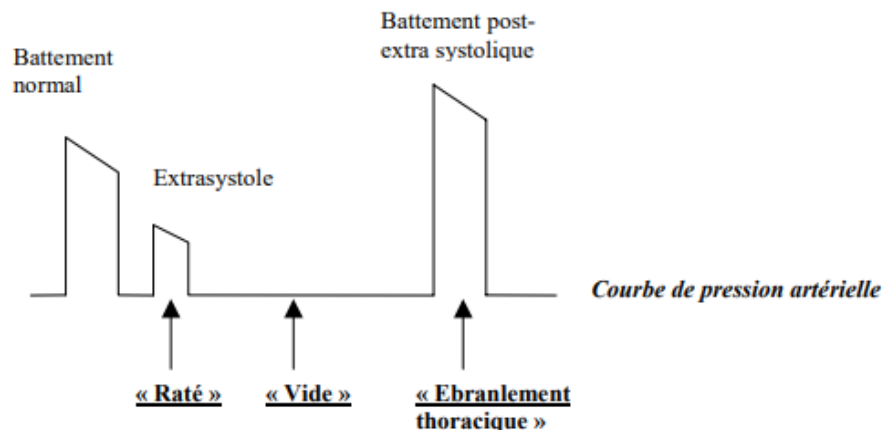 Battement post-
extra systolique
Battement
normal
Extrasystole
Courbe de pression artérielle
« Raté »
« Vide »
« Ebranlement
thoracique »